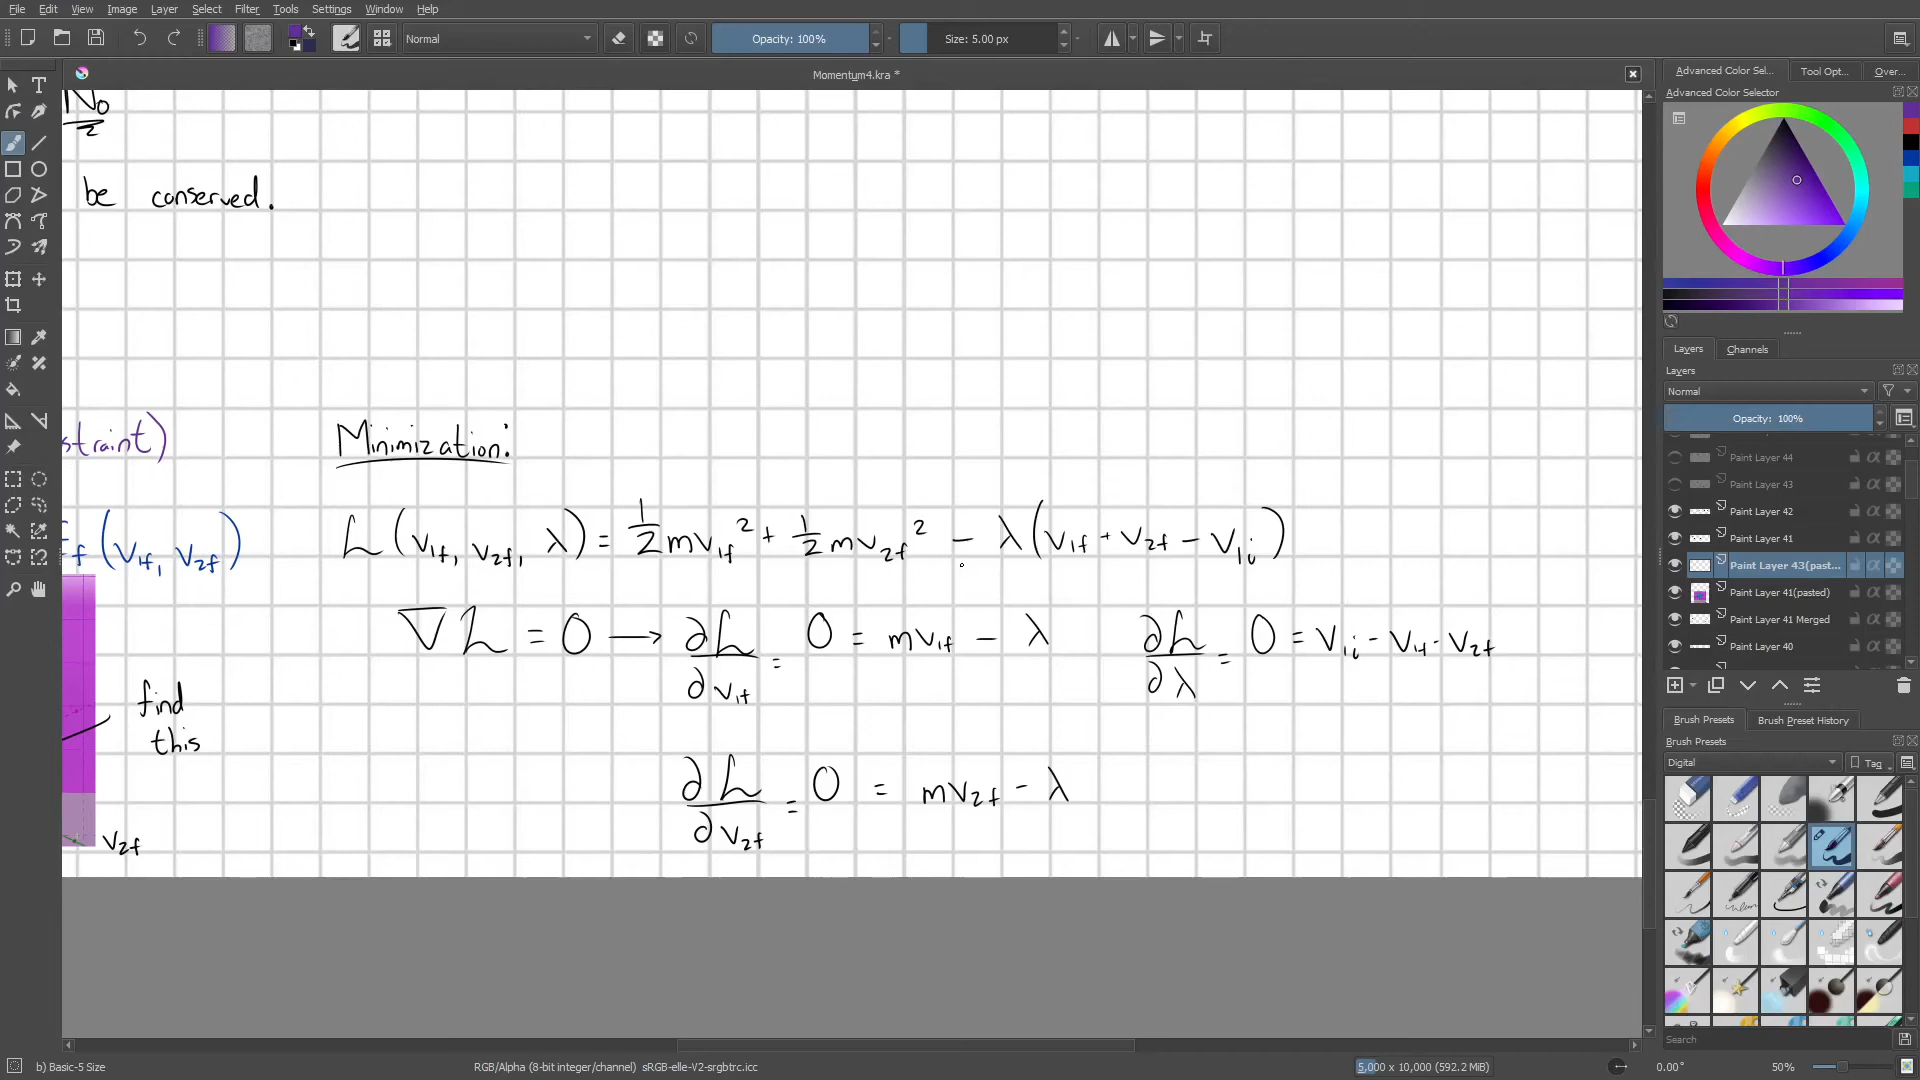 File Edit View Image Layer Select Filter Tools Settings Window Help
Normal Opacity: 100% Size: 5.00 px
Momentum4.kra *
Advanced Color Sel... Tool Opt... Over...
Advanced Color Selector
N₀/2
be conserved.
straint)
Minimization:
f (V1f, V2f)
L (V1f, V2f, λ) = 1/2 mv1f² + 1/2 mv2f² - λ(V1f + V2f - V1i)
∇L = 0 → ∂L/∂v1f = 0 = mv1f - λ
∂L/∂λ = 0 = V1i - V1f - V2f
find
this
∂L/∂v2f = 0 = mv2f - λ
V2f
Layers Channels
Layers
Normal
Opacity: 100%
Paint Layer 44
Paint Layer 43
Paint Layer 42
Paint Layer 41
Paint Layer 43(past...
Paint Layer 41(pasted)
Paint Layer 41 Merged
Paint Layer 40
Brush Presets Brush Preset History
Brush Presets
Digital Tag
Search
b) Basic-5 Size RGB/Alpha (8-bit integer/channel) sRGB-elle-V2-srgbtrc.icc 5,000 x 10,000 (592.2 MiB) 0.00° 50%